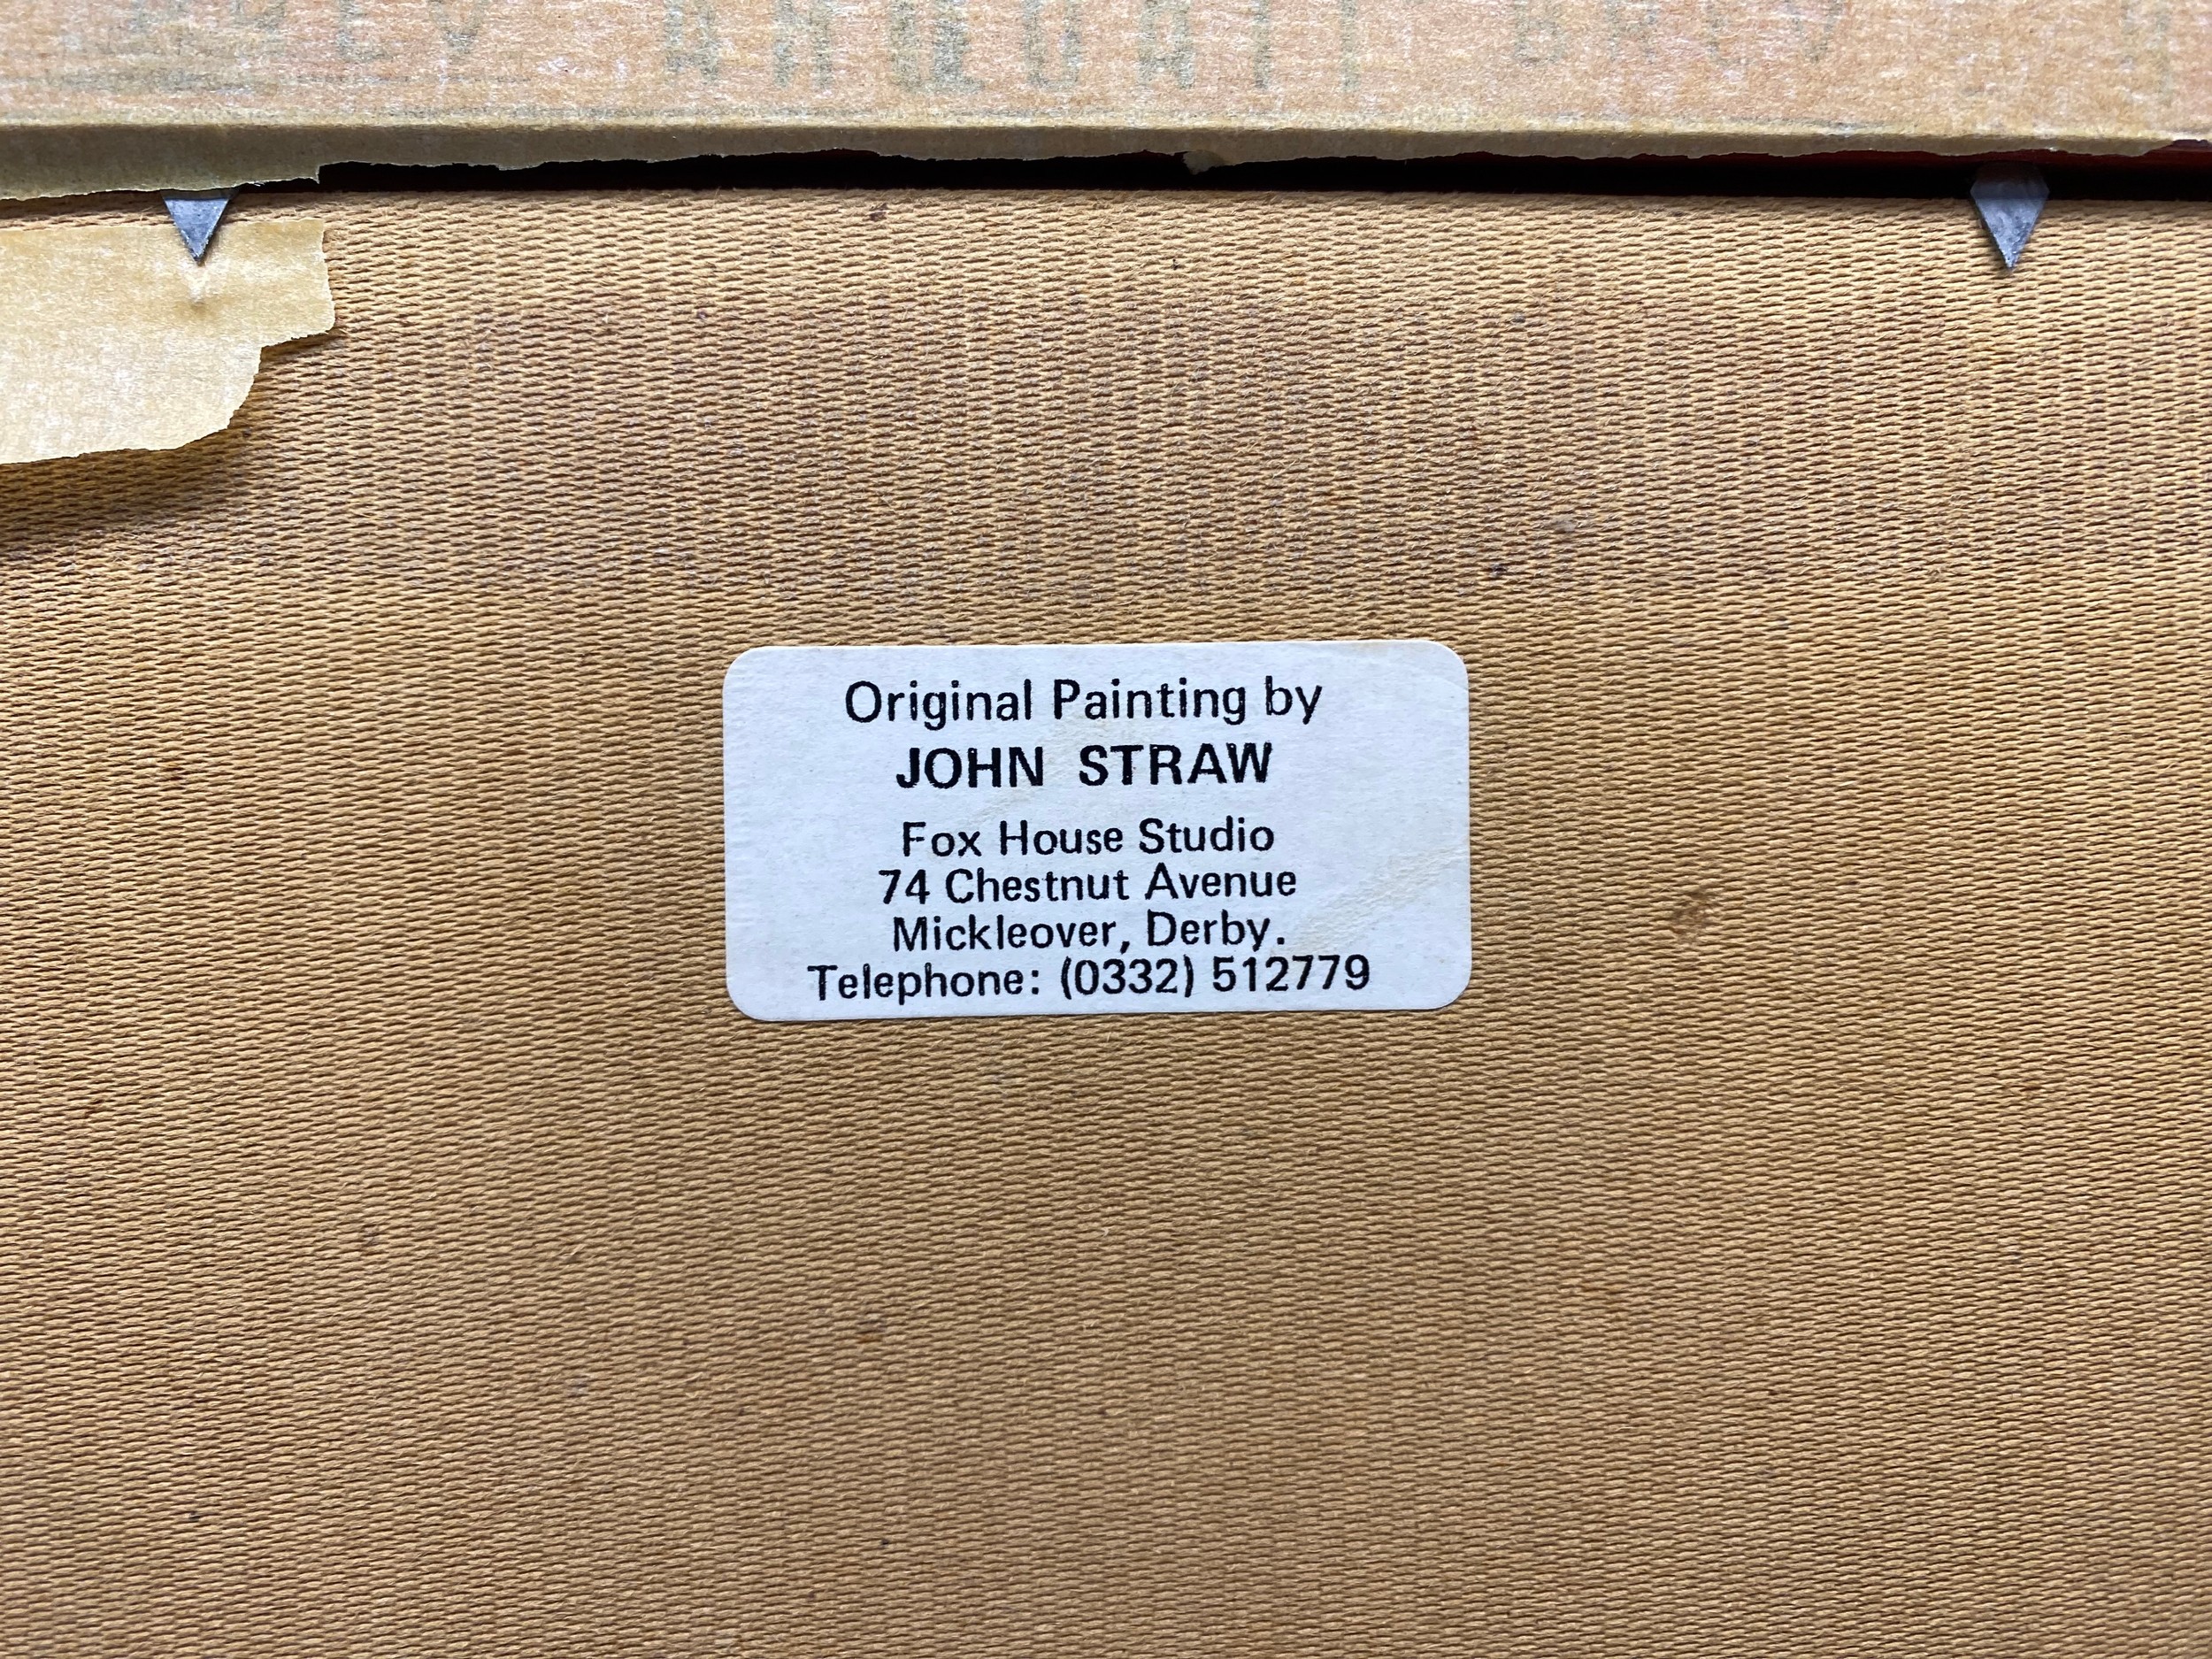 Original Painting by
JOHN STRAW
Fox House Studio
74 Chestnut Avenue
Mickleover, Derby.
Telephone: (0332) 512779